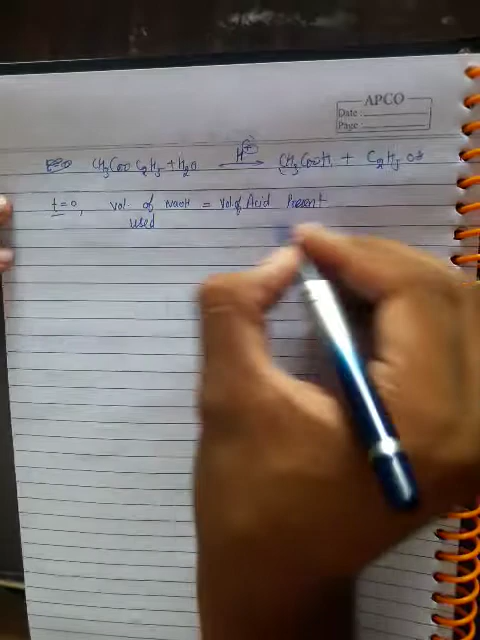 APCO
Date :
Page :
CH3COOC2H5 + H2O H⊕ ⟶ CH3COOH + C2H5OH
t = 0, vol. of NaOH = Vol of Acid Present
used